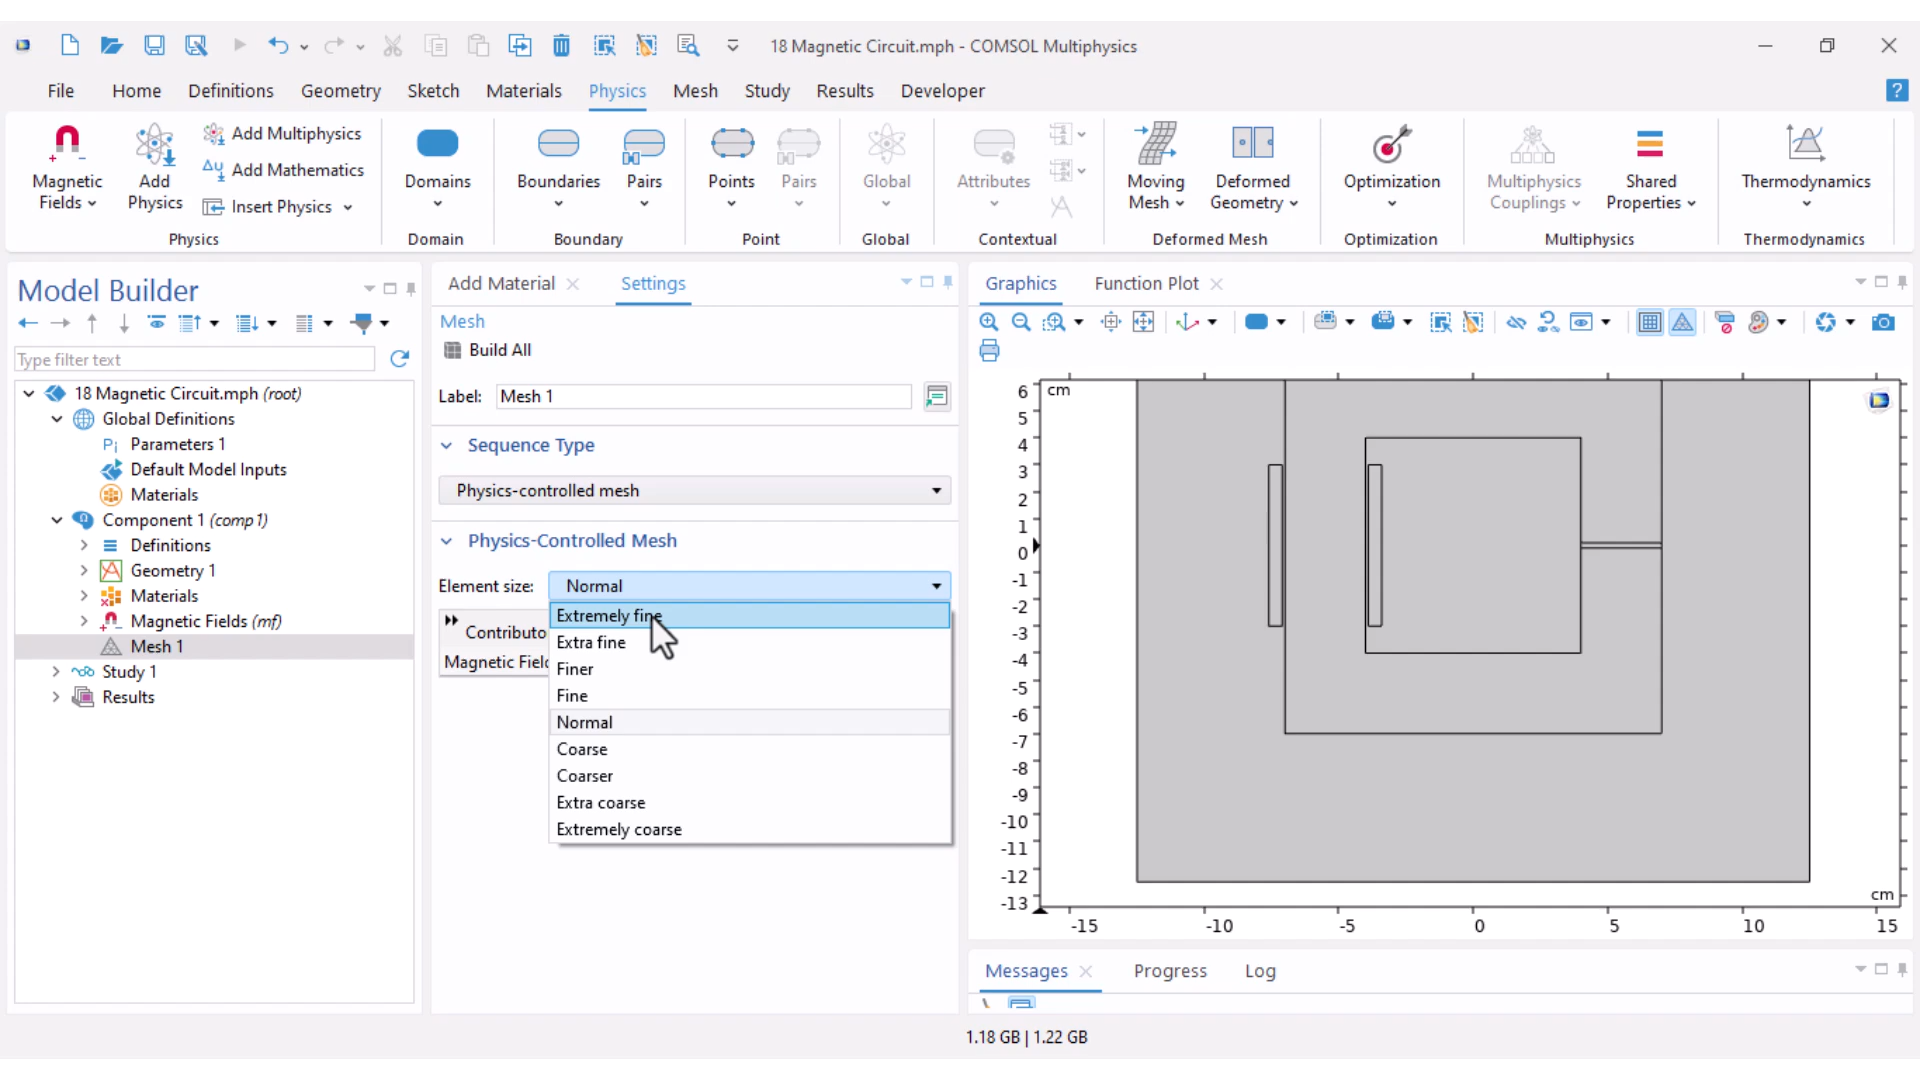 18 Magnetic Circuit.mph - COMSOL Multiphysics
File Home Definitions Geometry Sketch Materials Physics Mesh Study Results Developer
?
Magnetic Fields
Add Physics
Add Multiphysics
Add Mathematics
Insert Physics
Physics
Domains
Domain
Boundaries
Pairs
Boundary
Points
Pairs
Point
Global
Global
Attributes
Contextual
Moving Mesh
Deformed Geometry
Deformed Mesh
Optimization
Optimization
Multiphysics Couplings
Shared Properties
Multiphysics
Thermodynamics
Thermodynamics
Model Builder
Type filter text
18 Magnetic Circuit.mph (root)
Global Definitions
Pi Parameters 1
Default Model Inputs
Materials
Component 1 (comp1)
Definitions
Geometry 1
Materials
Magnetic Fields (mf)
Mesh 1
Study 1
Results
Add Material
Settings
Mesh
Build All
Label: Mesh 1
Sequence Type
Physics-controlled mesh
Physics-Controlled Mesh
Element size: Normal
Contributo
Magnetic Field
Extremely fine
Extra fine
Finer
Fine
Normal
Coarse
Coarser
Extra coarse
Extremely coarse
Graphics
Function Plot
cm
6
5
4
3
2
1
0
-1
-2
-3
-4
-5
-6
-7
-8
-9
-10
-11
-12
-13
cm
-15 -10 -5 0 5 10 15
Messages
Progress
Log
1.18 GB | 1.22 GB